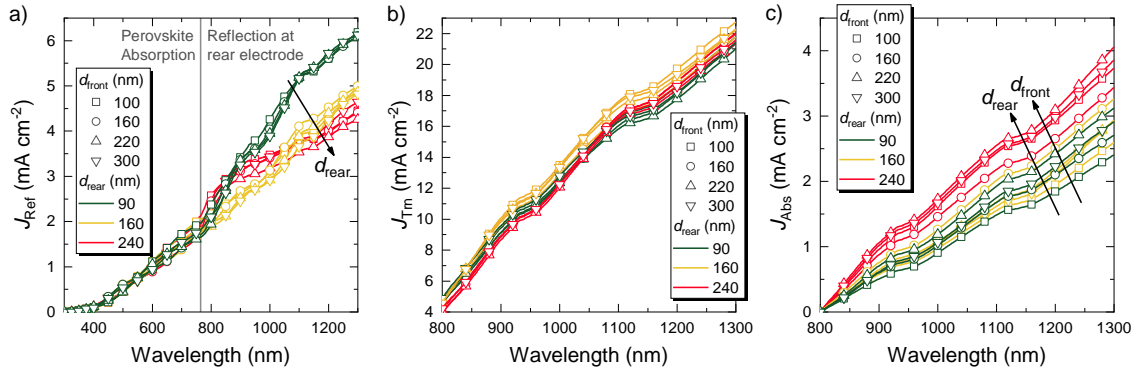 a)
Perovskite
Absorption
Reflection at
rear electrode
d_front (nm)
100
160
220
300
d_rear (nm)
90
160
240
d_rear
J_Ref (mA cm⁻²)
0
1
2
3
4
5
6
400
600
800
1000
1200
Wavelength (nm)
b)
d_front (nm)
100
160
220
300
d_rear (nm)
90
160
240
J_Trn (mA cm⁻²)
4
6
8
10
12
14
16
18
20
22
800
900
1000
1100
1200
1300
Wavelength (nm)
c)
d_front (nm)
100
160
220
300
d_rear (nm)
90
160
240
d_front
d_rear
J_Abs (mA cm⁻²)
0
1
2
3
4
800
900
1000
1100
1200
1300
Wavelength (nm)